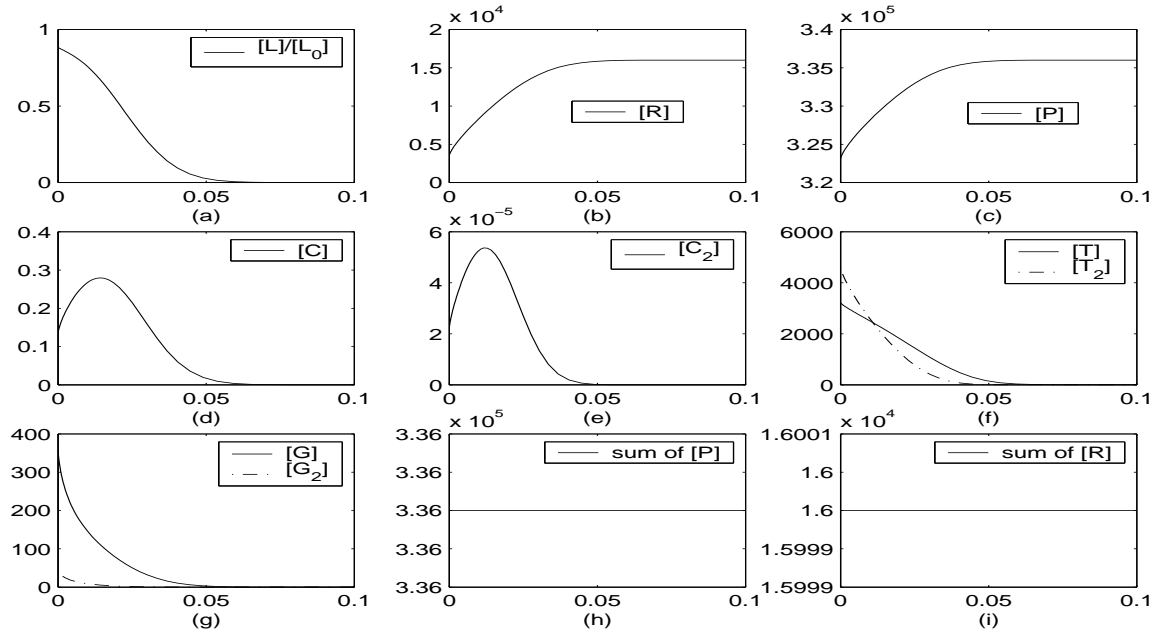 1
0.5
0
0
0.05
0.1
[L]/[L0]
(a)
x 10^4
2
1.5
1
0.5
0
0
0.05
0.1
[R]
(b)
x 10^5
3.4
3.35
3.3
3.25
3.2
0
0.05
0.1
[P]
(c)
0.4
0.3
0.2
0.1
0
0
0.05
0.1
[C]
(d)
x 10^−5
6
4
2
0
0
0.05
0.1
[C2]
(e)
6000
4000
2000
0
0
0.05
0.1
[T]
[T2]
(f)
400
300
200
100
0
0
0.05
0.1
[G]
[G2]
(g)
x 10^5
3.36
3.36
3.36
3.36
3.36
0
0.05
0.1
sum of [P]
(h)
x 10^4
1.6001
1.6
1.6
1.5999
1.5999
0
0.05
0.1
sum of [R]
(i)